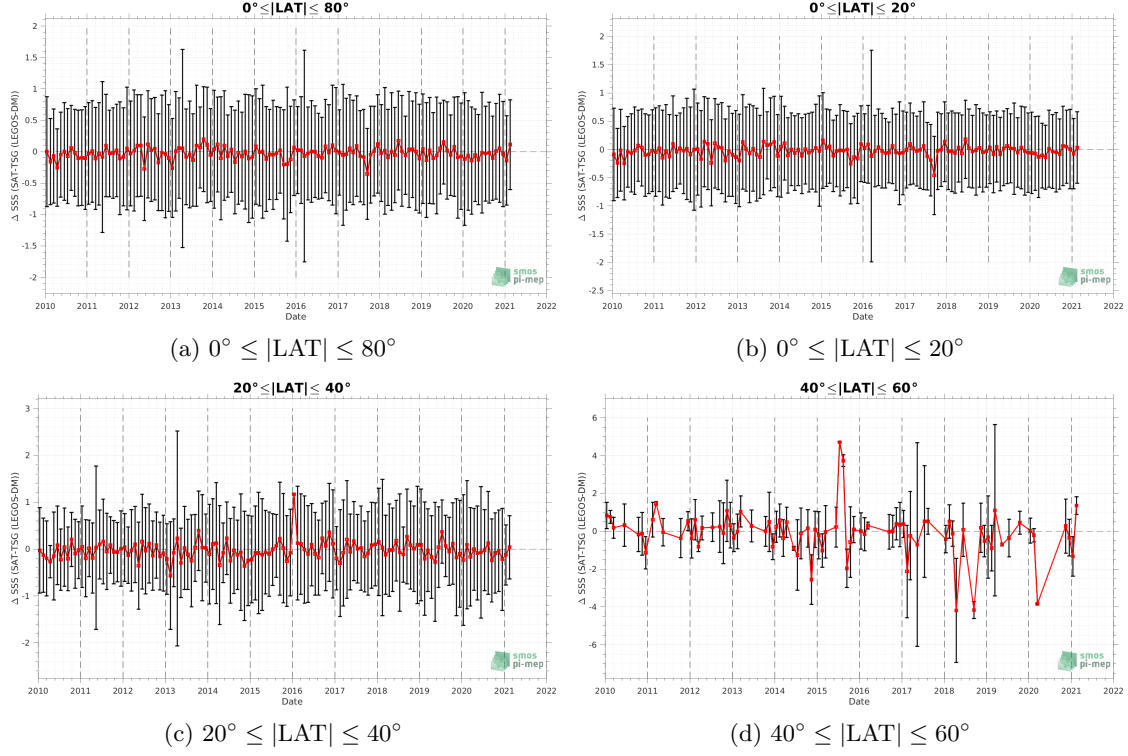 0°≤|LAT|≤ 80°
Δ SSS (SAT-TSG (LEGOS-DM))
2
1.5
1
0.5
0
-0.5
-1
-1.5
-2
2010 2011 2012 2013 2014 2015 2016 2017 2018 2019 2020 2021 2022
Date
smos
pi-mep
(a) 0° ≤ |LAT| ≤ 80°
0°≤|LAT|≤ 20°
Δ SSS (SAT-TSG (LEGOS-DM))
2
1.5
1
0.5
0
-0.5
-1
-1.5
-2
-2.5
2010 2011 2012 2013 2014 2015 2016 2017 2018 2019 2020 2021 2022
Date
smos
pi-mep
(b) 0° ≤ |LAT| ≤ 20°
20°≤|LAT|≤ 40°
Δ SSS (SAT-TSG (LEGOS-DM))
3
2
1
0
-1
-2
2010 2011 2012 2013 2014 2015 2016 2017 2018 2019 2020 2021 2022
Date
smos
pi-mep
(c) 20° ≤ |LAT| ≤ 40°
40°≤|LAT|≤ 60°
Δ SSS (SAT-TSG (LEGOS-DM))
6
4
2
0
-2
-4
-6
2010 2011 2012 2013 2014 2015 2016 2017 2018 2019 2020 2021 2022
Date
smos
pi-mep
(d) 40° ≤ |LAT| ≤ 60°